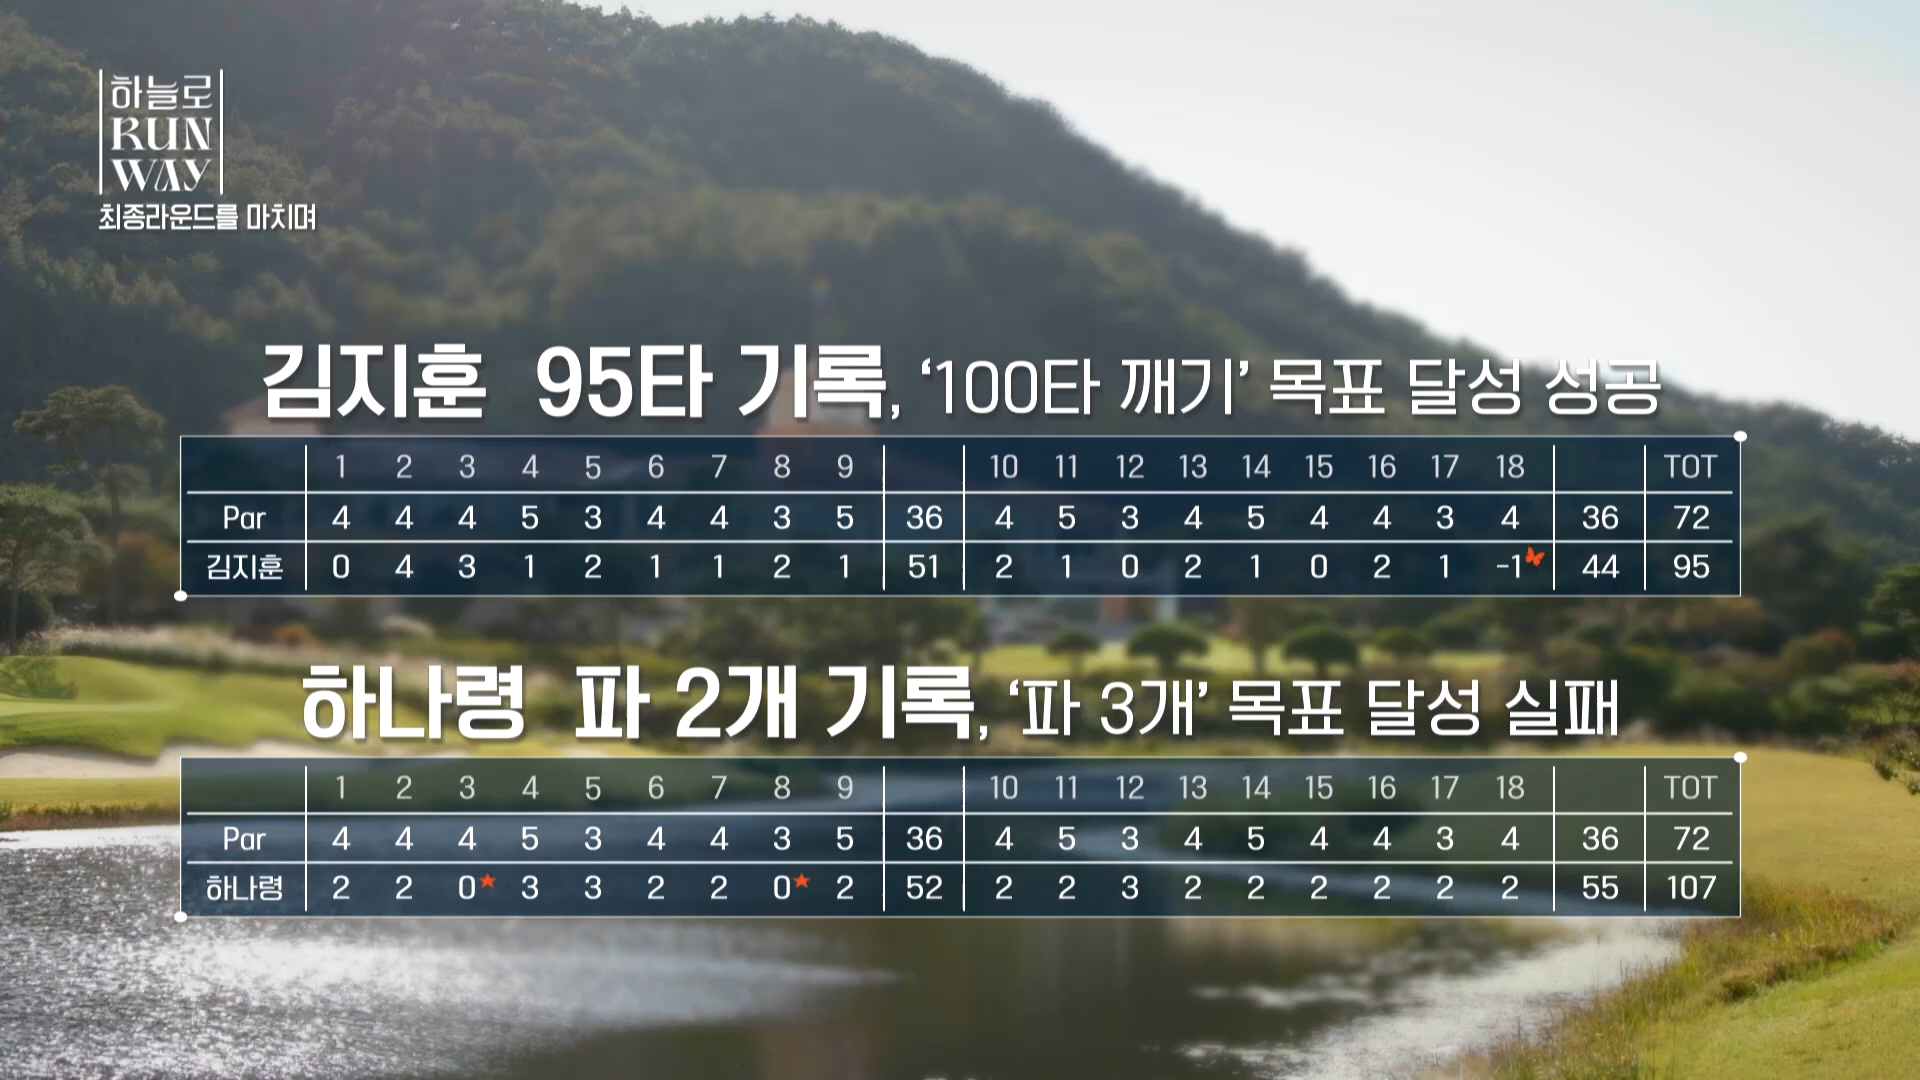 하늘로
RUN
WAY
최종라운드를 마치며
김지훈 95타 기록, ‘100타 깨기’ 목표 달성 성공
1 2 3 4 5 6 7 8 9 10 11 12 13 14 15 16 17 18 TOT
Par 4 4 4 5 3 4 4 3 5 36 4 5 3 4 5 4 4 3 4 36 72
김지훈 0 4 3 1 2 1 1 2 1 51 2 1 0 2 1 0 2 1 -1 44 95
하나령 파 2개 기록, ‘파 3개’ 목표 달성 실패
1 2 3 4 5 6 7 8 9 10 11 12 13 14 15 16 17 18 TOT
Par 4 4 4 5 3 4 4 3 5 36 4 5 3 4 5 4 4 3 4 36 72
하나령 2 2 0 3 3 2 2 0 2 52 2 2 3 2 2 2 2 2 2 55 107